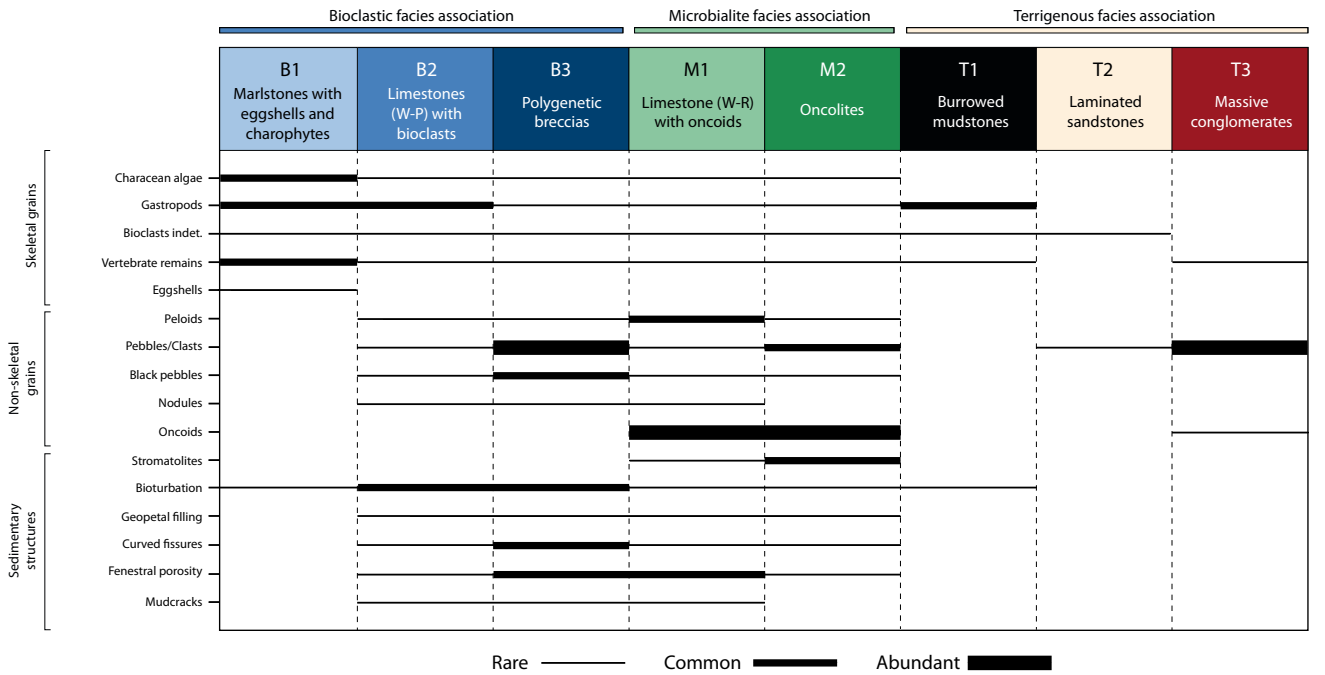 Bioclastic facies association
Microbialite facies association
Terrigenous facies association
B1
Marlstones with
eggshells and
charophytes
B2
Limestones
(W-P) with
bioclasts
B3
Polygenetic
breccias
M1
Limestone (W-R)
with oncoids
M2
Oncolites
T1
Burrowed
mudstones
T2
Laminated
sandstones
T3
Massive
conglomerates
Skeletal grains
Characean algae
Gastropods
Bioclasts indet.
Vertebrate remains
Eggshells
Non-skeletal
grains
Peloids
Pebbles/Clasts
Black pebbles
Nodules
Oncoids
Sedimentary
structures
Stromatolites
Bioturbation
Geopetal filling
Curved fissures
Fenestral porosity
Mudcracks
Rare
Common
Abundant